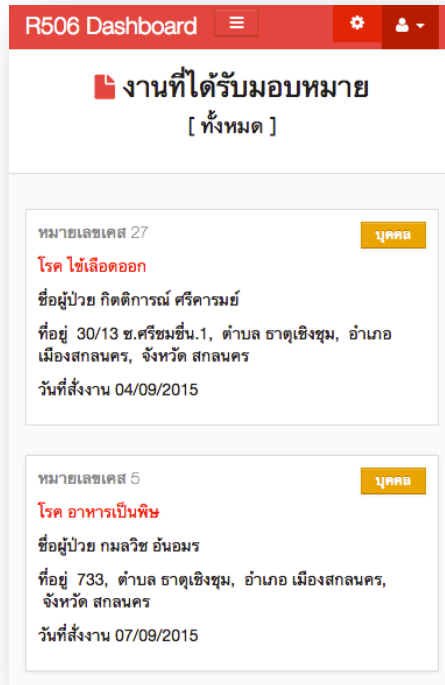 R506 Dashboard
งานที่ได้รับมอบหมาย
[ ทั้งหมด ]
หมายเลขเคส 27
บุคคล
โรค ไข้เลือดออก
ชื่อผู้ป่วย กิตติการณ์ ศรีคารมย์
ที่อยู่ 30/13 ซ.ศรีชมชื่น.1, ตำบล ธาตุเชิงชุม, อำเภอ
เมืองสกลนคร, จังหวัด สกลนคร
วันที่สั่งงาน 04/09/2015
หมายเลขเคส 5
บุคคล
โรค อาหารเป็นพิษ
ชื่อผู้ป่วย กมลวิช อ้นอมร
ที่อยู่ 733, ตำบล ธาตุเชิงชุม, อำเภอ เมืองสกลนคร,
จังหวัด สกลนคร
วันที่สั่งงาน 07/09/2015